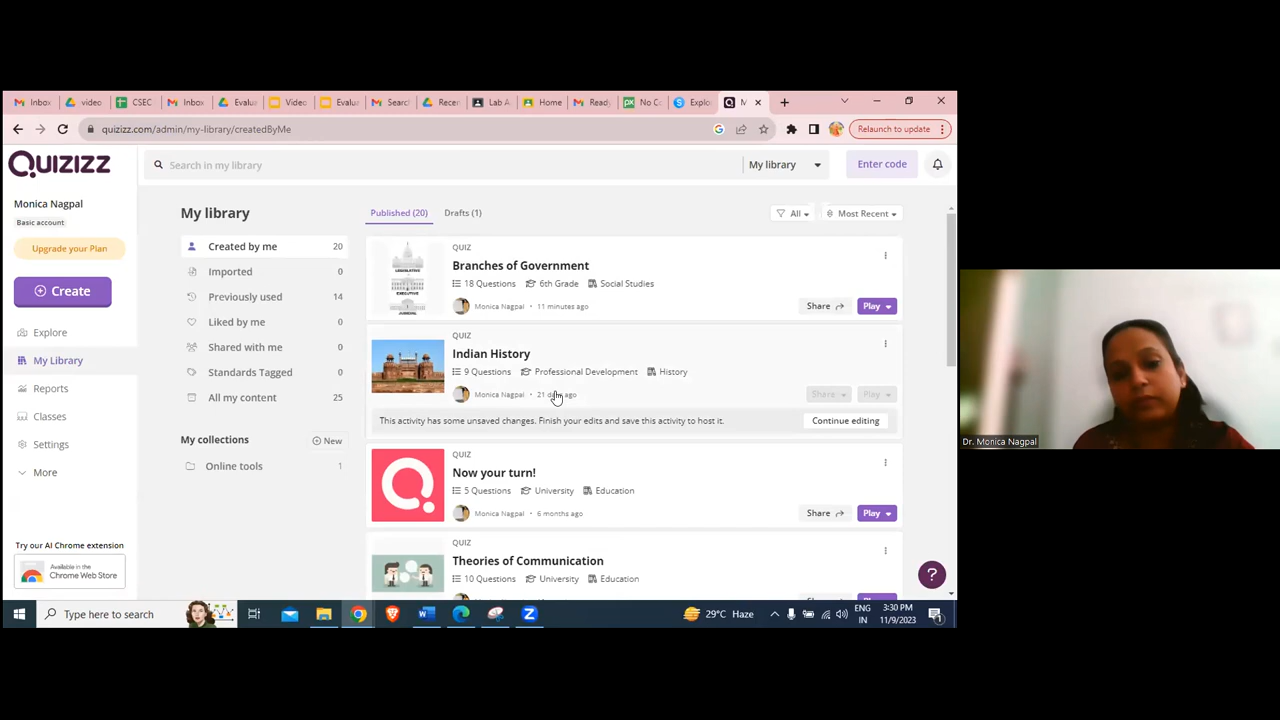 Inbox
video
CSEC
Inbox
Evalua
Video
Evalua
Searc
Recen
Lab A
Home
Ready
No Co
Explo
M
quizizz.com/admin/my-library/createdByMe
Relaunch to update
QUIZIZZ
Search in my library
My library
Enter code
Monica Nagpal
Basic account
Upgrade your Plan
Create
Explore
My Library
Reports
Classes
Settings
More
Try our AI Chrome extension
Available in the
Chrome Web Store
My library
Created by me 20
Imported 0
Previously used 14
Liked by me 0
Shared with me 0
Standards Tagged 0
All my content 25
My collections New
Online tools 1
Published (20) Drafts (1)
All Most Recent
QUIZ
Branches of Government
18 Questions 6th Grade Social Studies
Monica Nagpal • 11 minutes ago
Share Play
LEGISLATIVE
EXECUTIVE
JUDICIAL
QUIZ
Indian History
9 Questions Professional Development History
Monica Nagpal • 21 ago
Share Play
This activity has some unsaved changes. Finish your edits and save this activity to host it.
Continue editing
QUIZ
Now your turn!
5 Questions University Education
Monica Nagpal • 6 months ago
Share Play
QUIZ
Theories of Communication
10 Questions University Education
?
Dr. Monica Nagpal
Type here to search
29°C Haze
ENG
IN
3:30 PM
11/9/2023
1